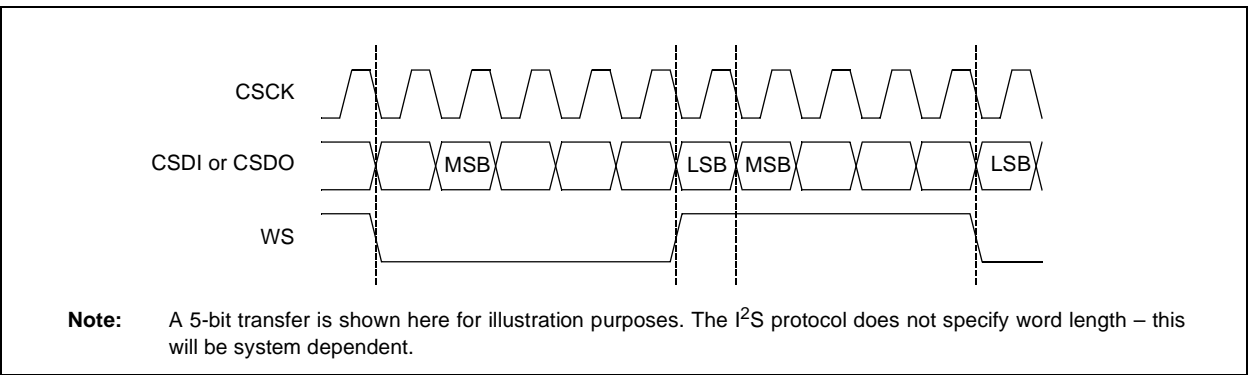 CSCK
CSDI or CSDO
MSB
LSB
MSB
LSB
WS
Note: A 5-bit transfer is shown here for illustration purposes. The I²S protocol does not specify word length – this
will be system dependent.